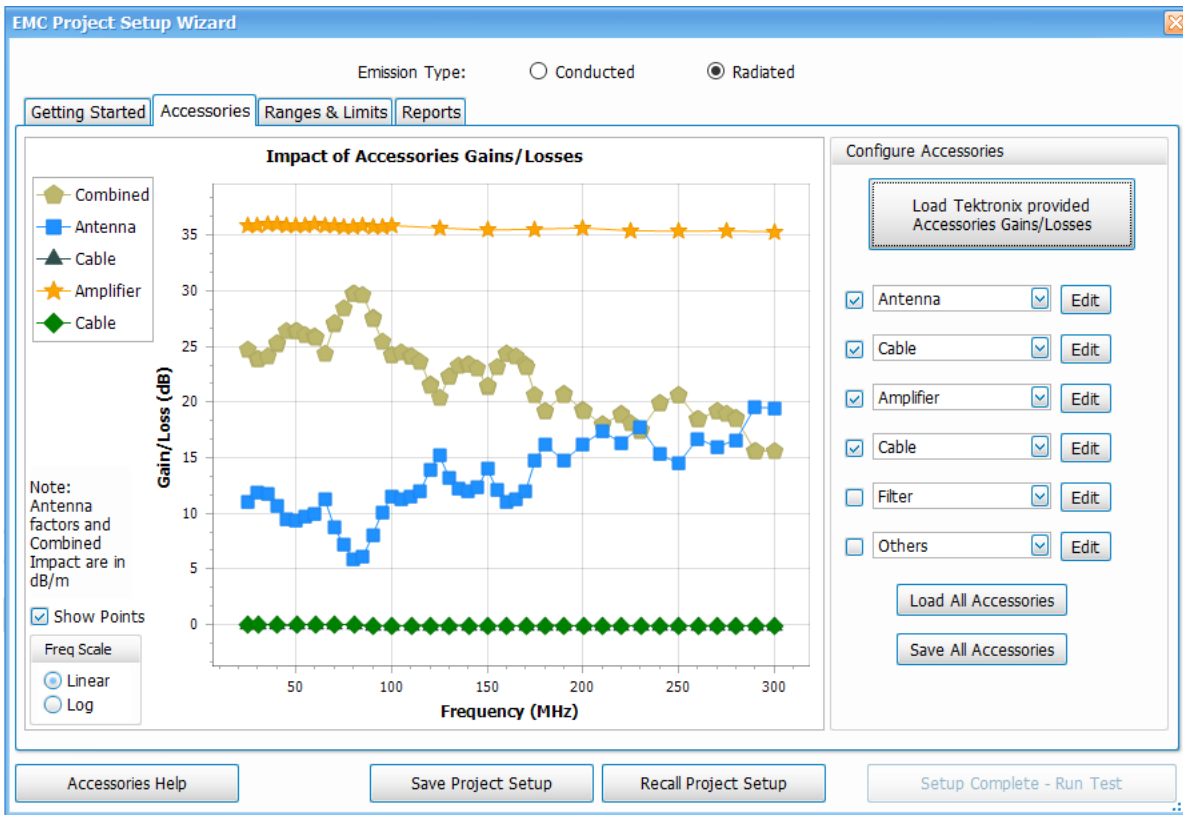 EMC Project Setup Wizard
Emission Type:
Conducted
Radiated
Getting Started
Accessories
Ranges & Limits
Reports
Impact of Accessories Gains/Losses
Combined
Antenna
Cable
Amplifier
Cable
Gain/Loss (dB)
35
30
25
20
15
10
5
0
50
100
150
200
250
300
Frequency (MHz)
Note:
Antenna
factors and
Combined
Impact are in
dB/m
Show Points
Freq Scale
Linear
Log
Configure Accessories
Load Tektronix provided
Accessories Gains/Losses
Antenna
Edit
Cable
Edit
Amplifier
Edit
Cable
Edit
Filter
Edit
Others
Edit
Load All Accessories
Save All Accessories
Accessories Help
Save Project Setup
Recall Project Setup
Setup Complete - Run Test